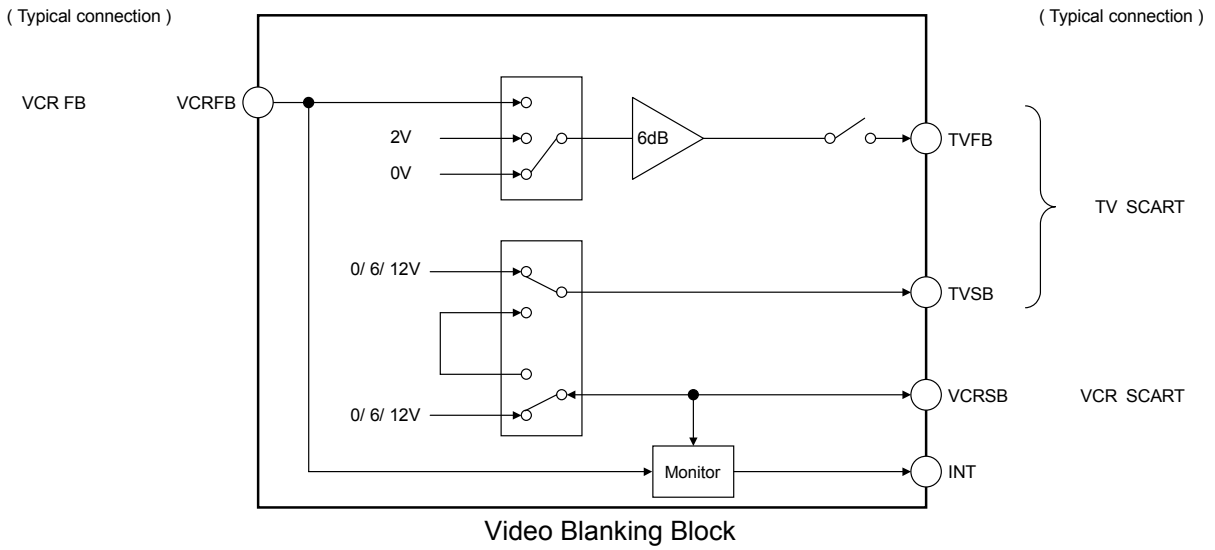 ( Typical connection )
( Typical connection )
VCR FB
VCRFB
2V
0V
6dB
TVFB
TV SCART
0/ 6/ 12V
TVSB
0/ 6/ 12V
VCRSB
VCR SCART
Monitor
INT
Video Blanking Block